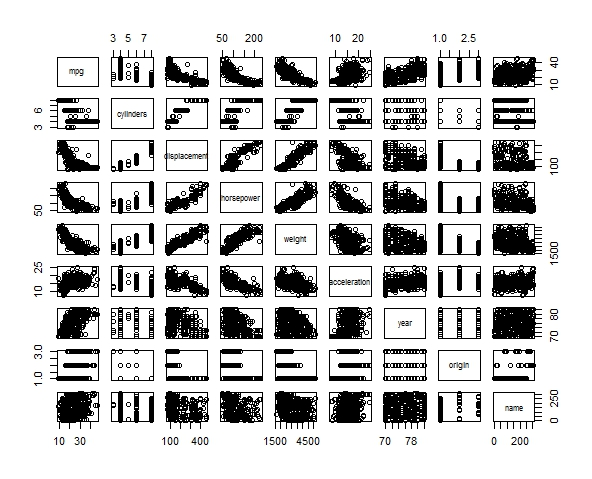 3 5 7 50 200 10 20 1.0 2.5
mpg 10 40
3 6 cylinders
displacement 100
50 horsepower
weight 1500
10 25 acceleration
year 70 80
1.0 3.0 origin
name 0 250
10 30 100 400 1500 4500 70 78 0 200